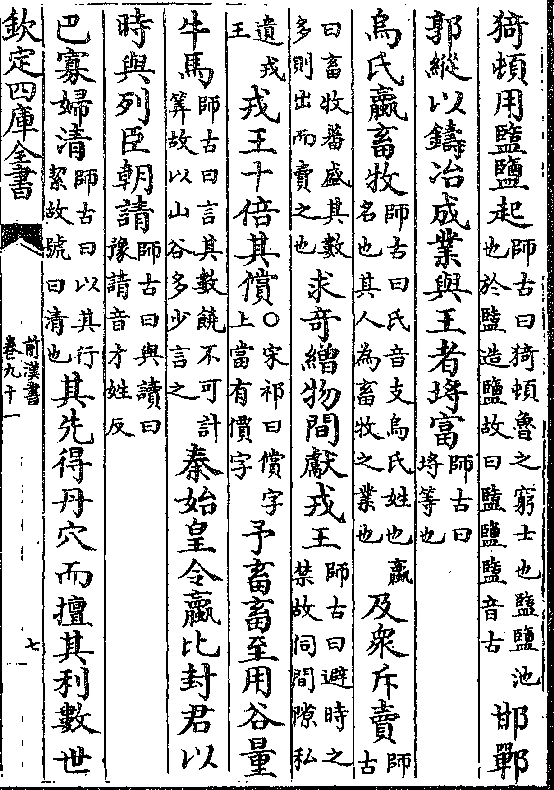 猗頓用盬鹽起師古曰猗頓魯之窮士也盬鹽池也於盬造鹽故曰盬鹽盬音古邯鄲
郭縱以鑄冶成業與王者埒富師古曰埒等也
烏氏臝畜牧師古曰氏音支烏氏姓也臝名也其人為畜牧之業也及衆斥賣師古
曰畜牧蕃盛其數多則出而賣之也求奇繒物間獻戎王師古曰避時之禁故伺間隙私
遺戎王戎王十倍其償○宋祁曰償字上當有價字予畜畜至用谷量
牛馬師古曰言其數饒不可計筭故以山谷多少言之秦始皇令臝比封君以
時與列臣朝請師古曰與讀曰豫請音才姓反
巴寡婦清師古曰以其行絜故號曰清也其先得丹穴而擅其利數世
欽定四庫全書
前漢書
卷九十一
七